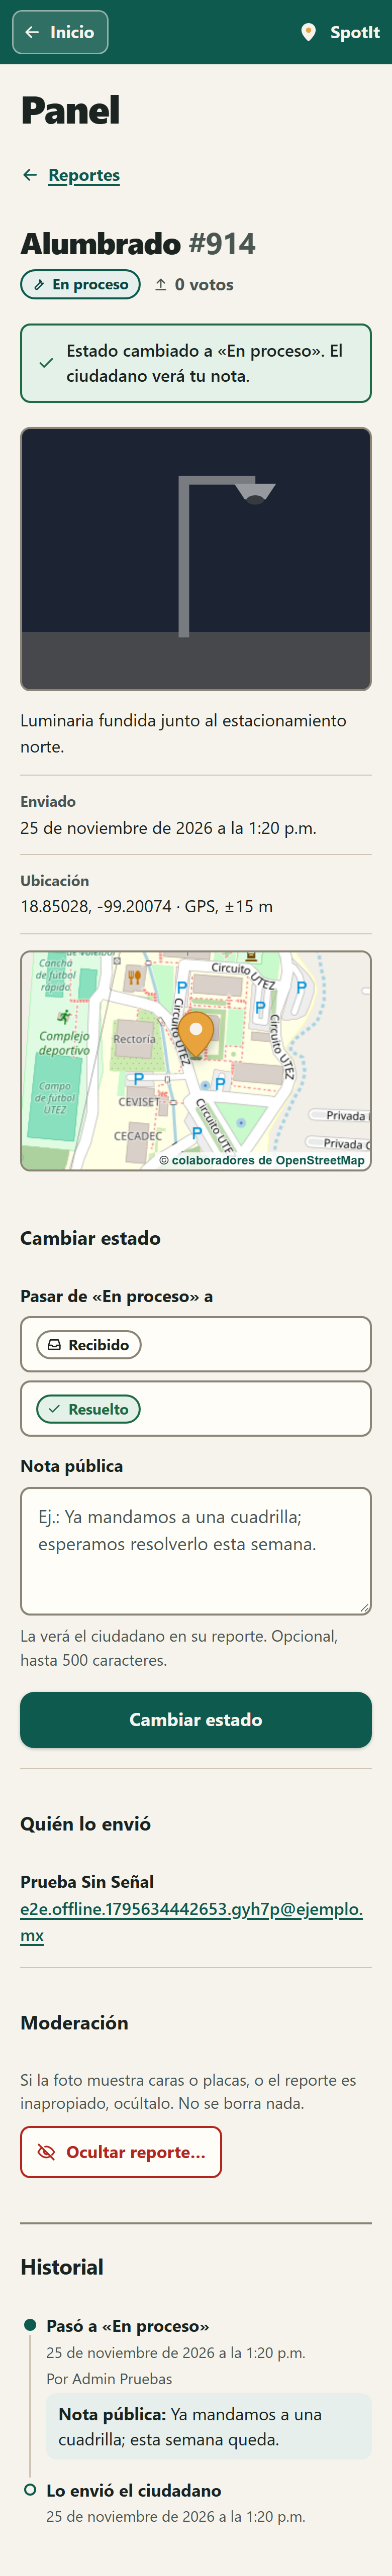 Inicio
SpotIt
Panel
Reportes
Alumbrado #914
En proceso
0 votos
Estado cambiado a «En proceso». El
ciudadano verá tu nota.
Luminaria fundida junto al estacionamiento
norte.
Enviado
25 de noviembre de 2026 a la 1:20 p.m.
Ubicación
18.85028, -99.20074 · GPS, ±15 m
Cancha
de fútbol
rápido
Circuito UTEZ
P
P
P
Circuito UTEZ
Circuito UTEZ
Complejo
deportivo
Rectoría
P
P
Campo
de futbol
UTEZ
CEVISET
Privada
P
CECADEC
Circuito UTE
Privada C
© colaboradores de OpenStreetMap
Cambiar estado
Pasar de «En proceso» a
Recibido
Resuelto
Nota pública
Ej.: Ya mandamos a una cuadrilla;
esperamos resolverlo esta semana.
La verá el ciudadano en su reporte. Opcional,
hasta 500 caracteres.
Cambiar estado
Quién lo envió
Prueba Sin Señal
e2e.offline.1795634442653.gyh7p@ejemplo.
mx
Moderación
Si la foto muestra caras o placas, o el reporte es
inapropiado, ocúltalo. No se borra nada.
Ocultar reporte…
Historial
Pasó a «En proceso»
25 de noviembre de 2026 a la 1:20 p.m.
Por Admin Pruebas
Nota pública: Ya mandamos a una
cuadrilla; esta semana queda.
Lo envió el ciudadano
25 de noviembre de 2026 a la 1:20 p.m.